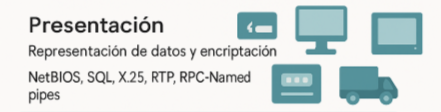 Presentación
Representación de datos y encriptación
NetBIOS, SQL, X.25, RTP, RPC-Named
pipes